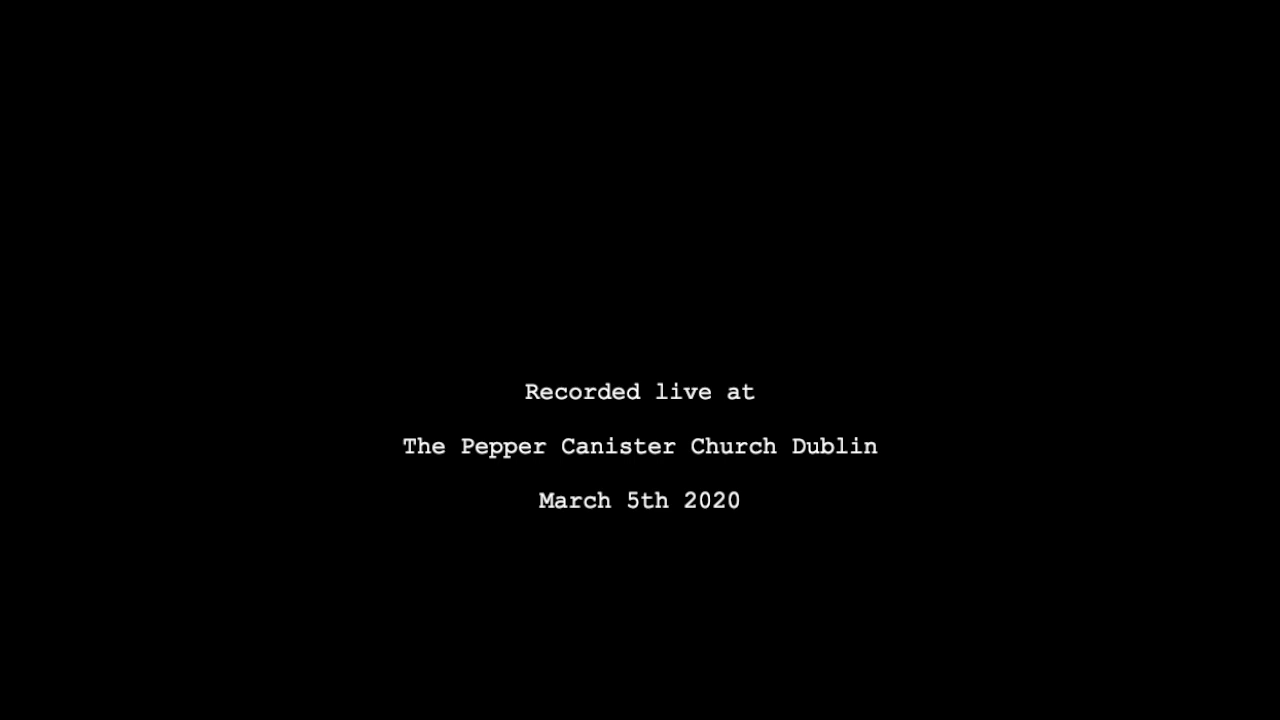 Recorded live at
The Pepper Canister Church Dublin
March 5th 2020